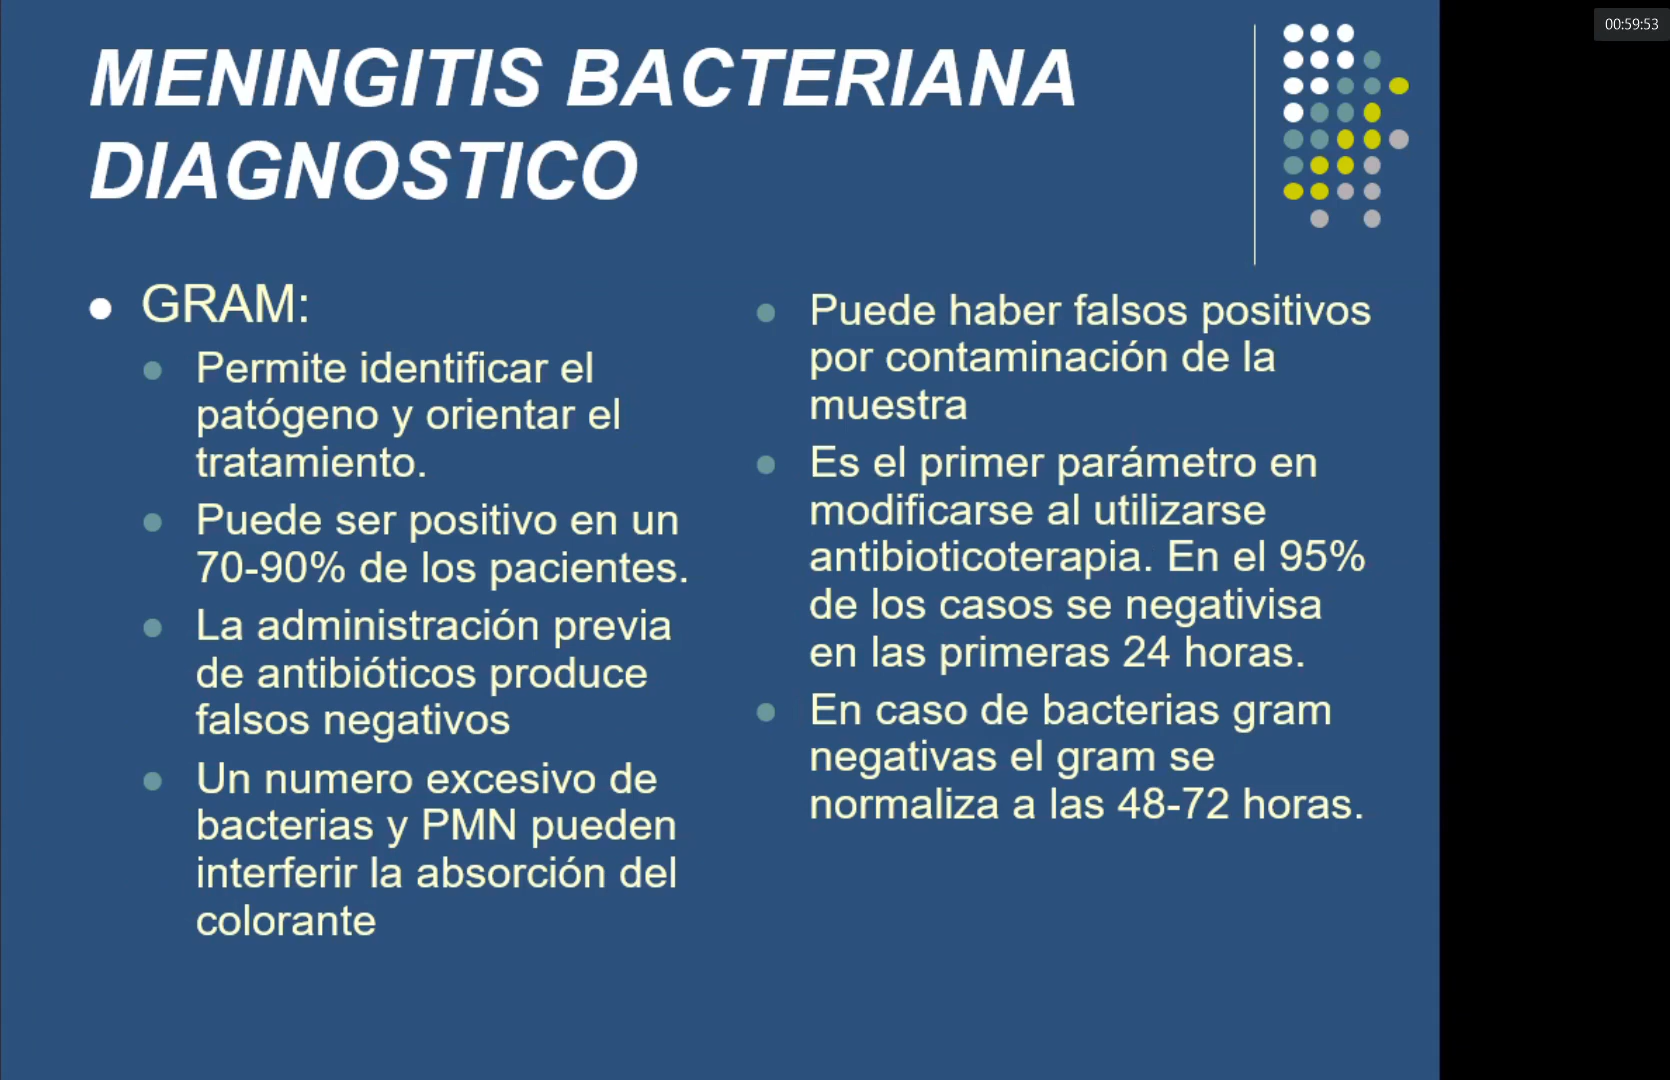 00:59:53
MENINGITIS BACTERIANA
DIAGNOSTICO
GRAM:
Permite identificar el
patógeno y orientar el
tratamiento.
Puede ser positivo en un
70-90% de los pacientes.
La administración previa
de antibióticos produce
falsos negativos
Un numero excesivo de
bacterias y PMN pueden
interferir la absorción del
colorante
Puede haber falsos positivos
por contaminación de la
muestra
Es el primer parámetro en
modificarse al utilizarse
antibioticoterapia. En el 95%
de los casos se negativisa
en las primeras 24 horas.
En caso de bacterias gram
negativas el gram se
normaliza a las 48-72 horas.